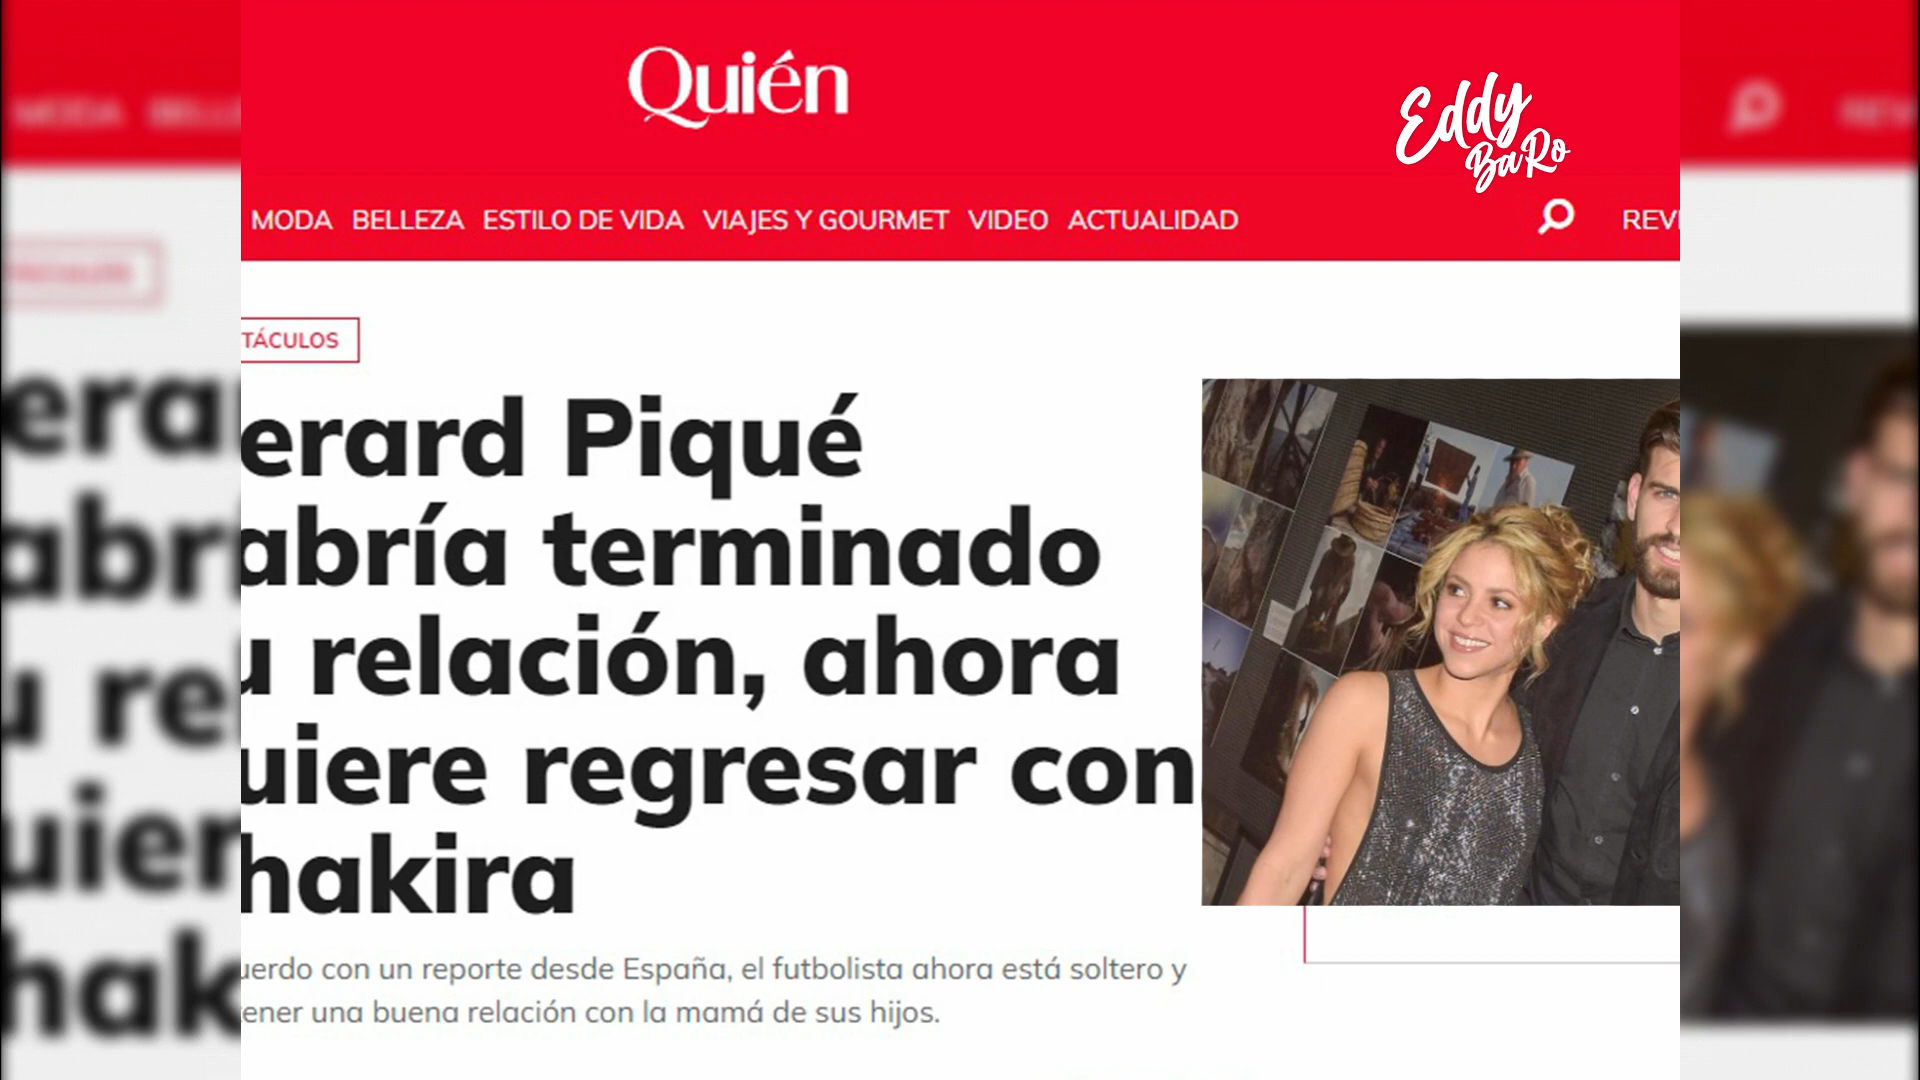 Quién
Eddy
BaRo
MODA BELLEZA ESTILO DE VIDA VIAJES Y GOURMET VIDEO ACTUALIDAD REVI
TÁCULOS
erard Piqué
abría terminado
u relación, ahora
uiere regresar con
hakira
uerdo con un reporte desde España, el futbolista ahora está soltero y
ener una buena relación con la mamá de sus hijos.